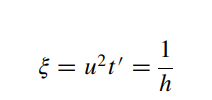 ξ = u²t′ = 1/h